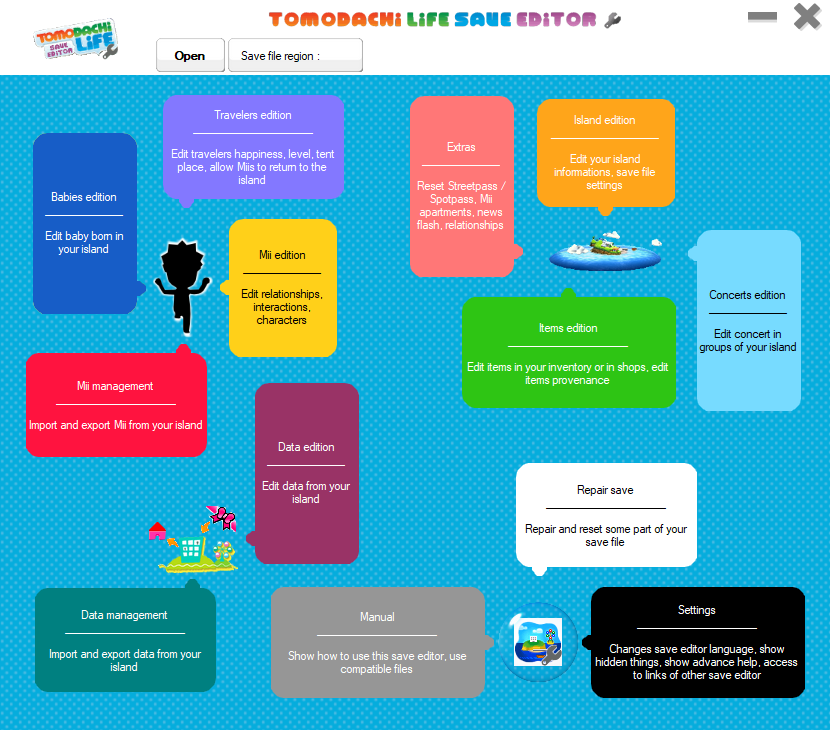 TOMODACHI LIFE SAVE EDITOR
TOMODACHI
SAVE
EDITOR
LIFE
Open
Save file region :
Travelers edition
Edit travelers happiness, level, tent
place, allow Miis to return to the
island
Babies edition
Edit baby born in
your island
Mii edition
Edit relationships,
interactions,
characters
Mii management
Import and export Mii from your island
Extras
Reset Streetpass /
Spotpass, Mii
apartments, news
flash, relationships
Island edition
Edit your island
informations, save file
settings
Concerts edition
Edit concert in
groups of your island
Items edition
Edit items in your inventory or in shops, edit
items provenance
Data edition
Edit data from your
island
Data management
Import and export data from your
island
Repair save
Repair and reset some part of your
save file
Manual
Show how to use this save editor, use
compatible files
Settings
Changes save editor language, show
hidden things, show advance help, access
to links of other save editor